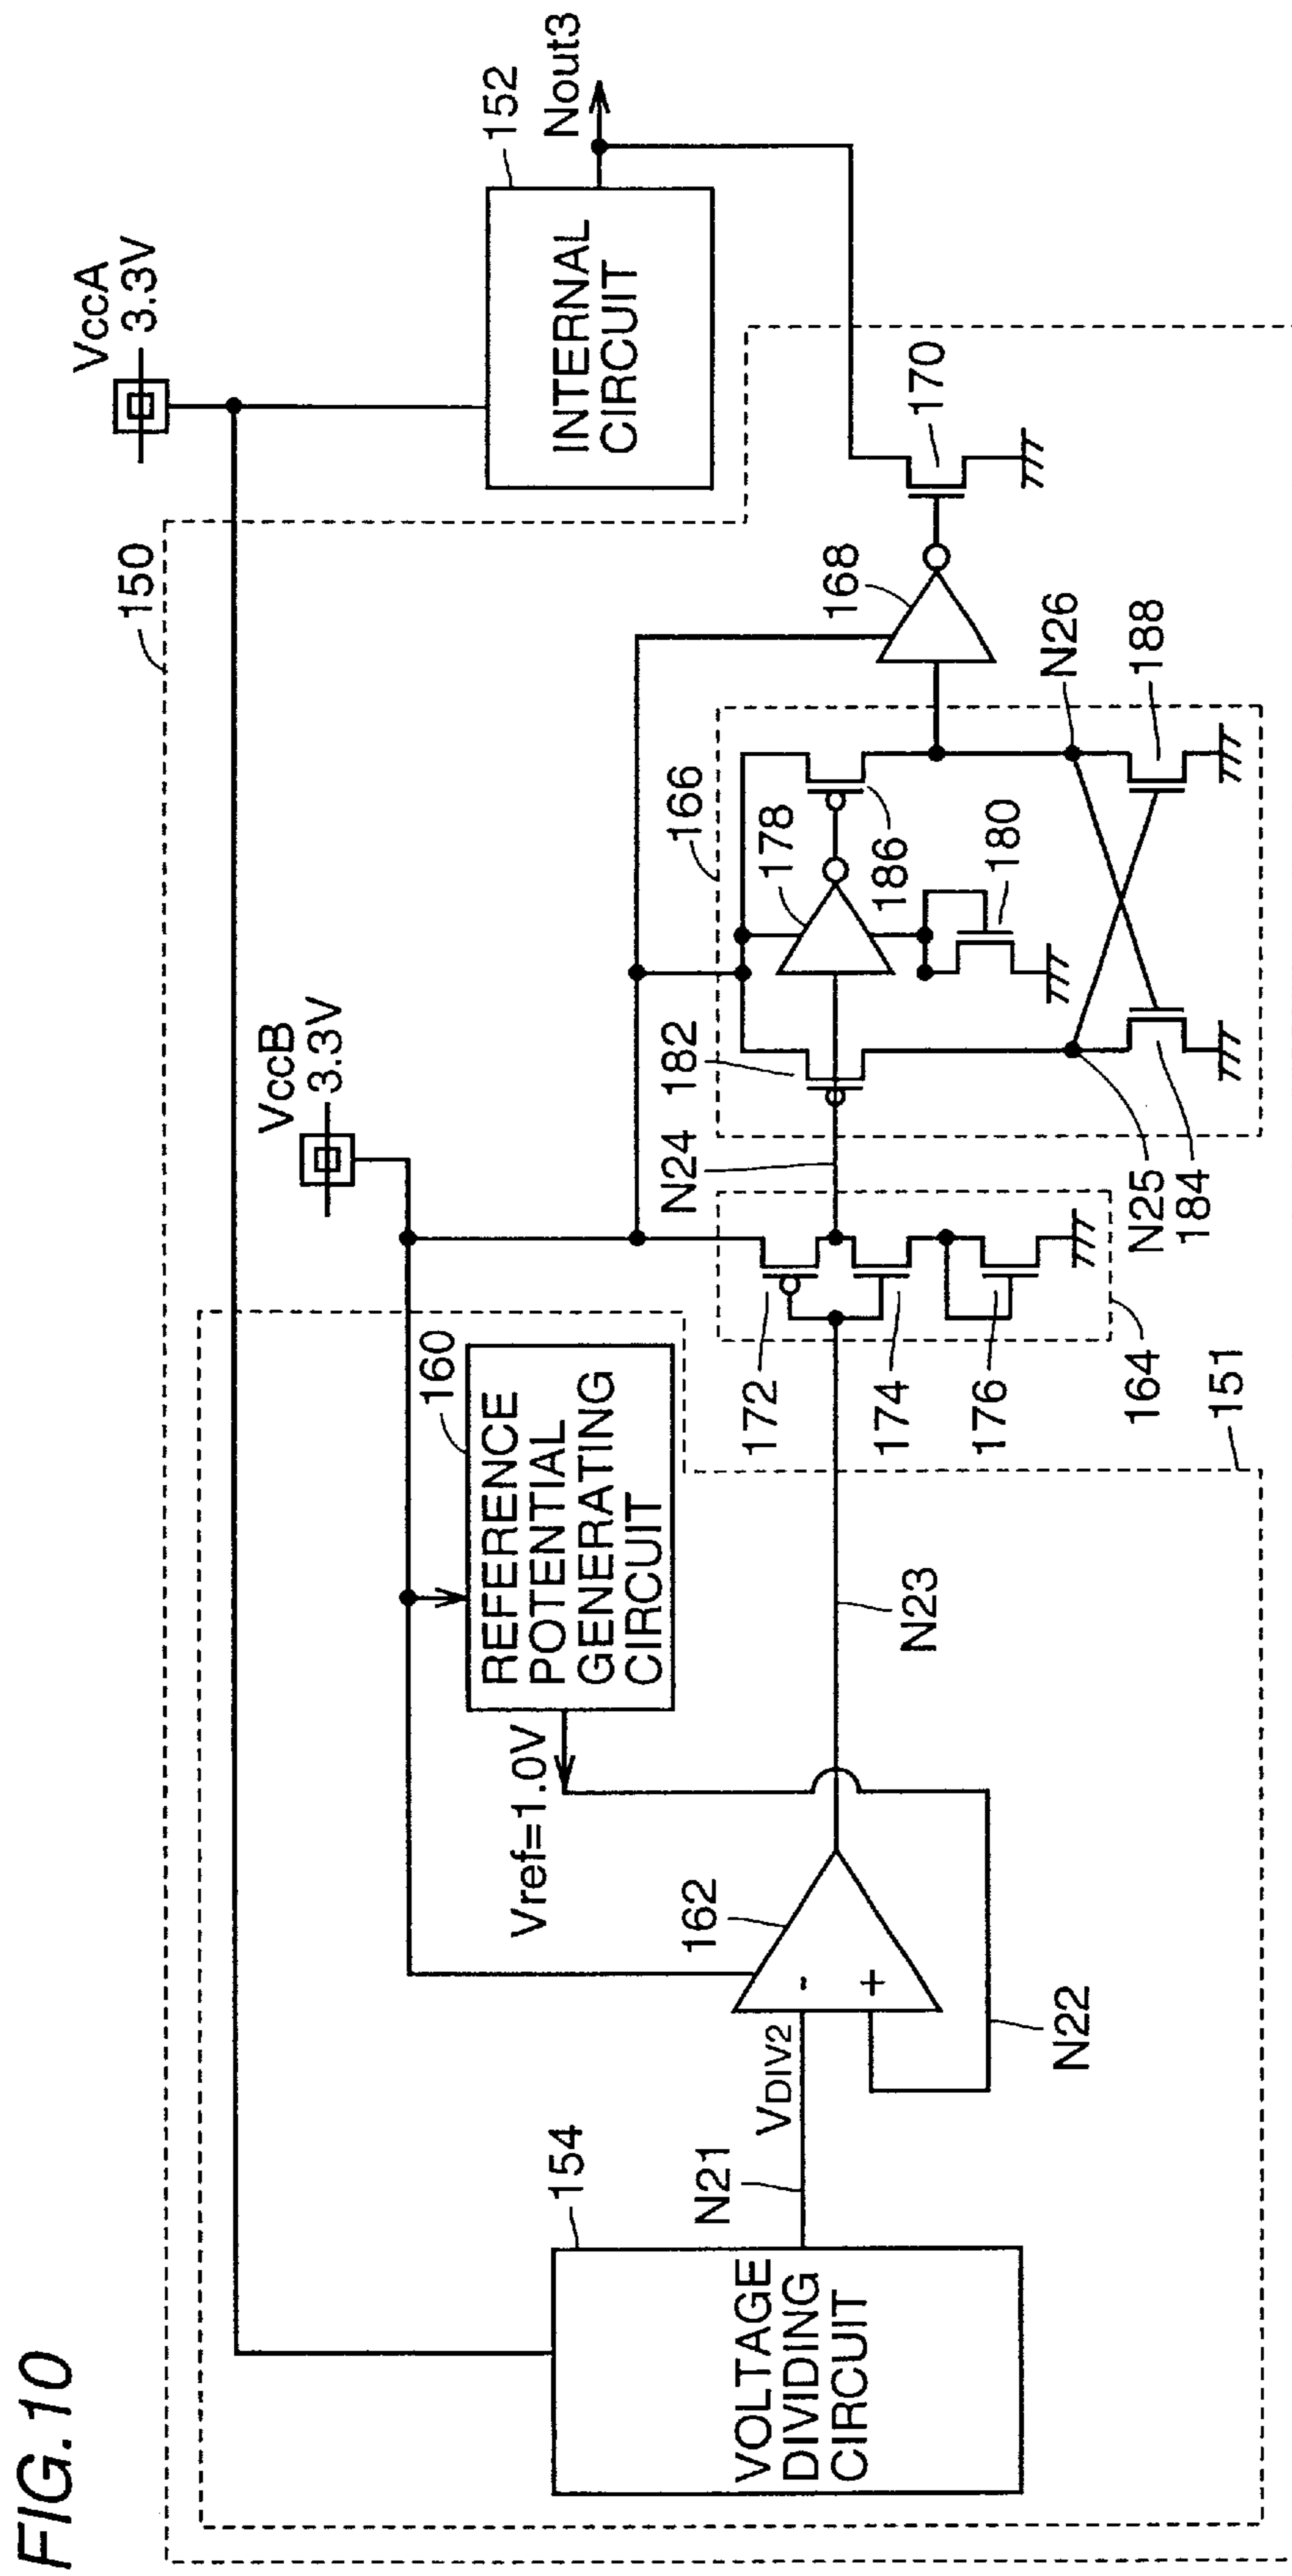 FIG.10
VccA
3.3V
VccB
3.3V
150
152
Nout3
INTERNAL
CIRCUIT
160
REFERENCE
POTENTIAL
GENERATING
CIRCUIT
Vref=1.0V
154
VOLTAGE
DIVIDING
CIRCUIT
N21
VDIV2
162
-
+
N22
N23
172
174
176
164
151
N24
182
166
178
186
180
N25
184
N26
188
168
170